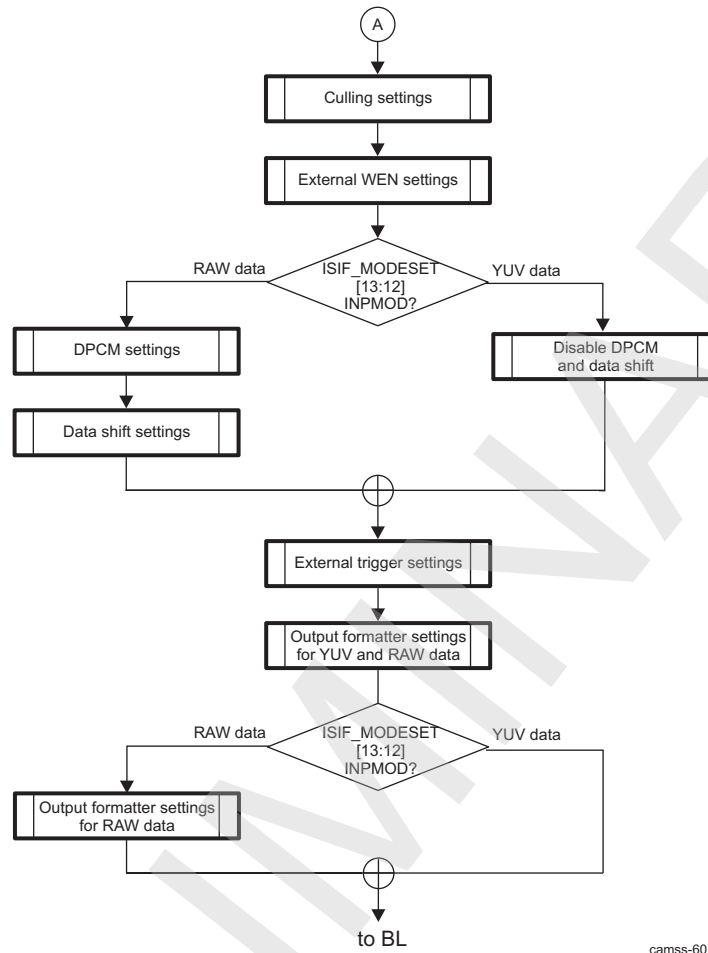 A
Culling settings
External WEN settings
RAW data
ISIF_MODESET
[13:12]
INPMOD?
YUV data
DPCM settings
Disable DPCM
and data shift
Data shift settings
External trigger settings
Output formatter settings
for YUV and RAW data
RAW data
ISIF_MODESET
[13:12]
INPMOD?
YUV data
Output formatter settings
for RAW data
to BL
camss-60
IMINA